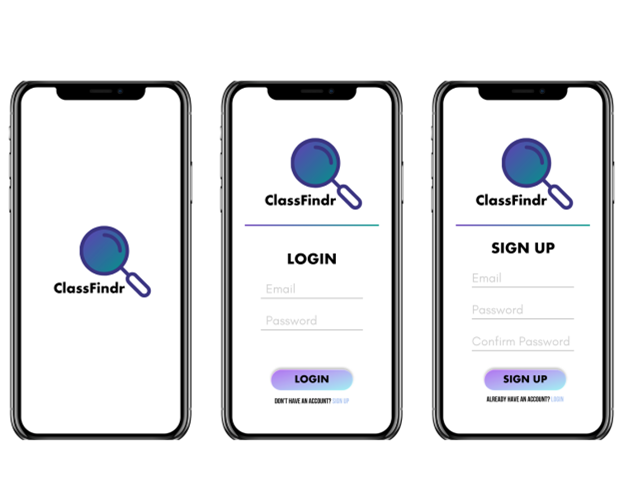 ClassFindr
ClassFindr
LOGIN
Email
Password
LOGIN
DON'T HAVE AN ACCOUNT? SIGN UP
ClassFindr
SIGN UP
Email
Password
Confirm Password
SIGN UP
ALREADY HAVE AN ACCOUNT? LOGIN